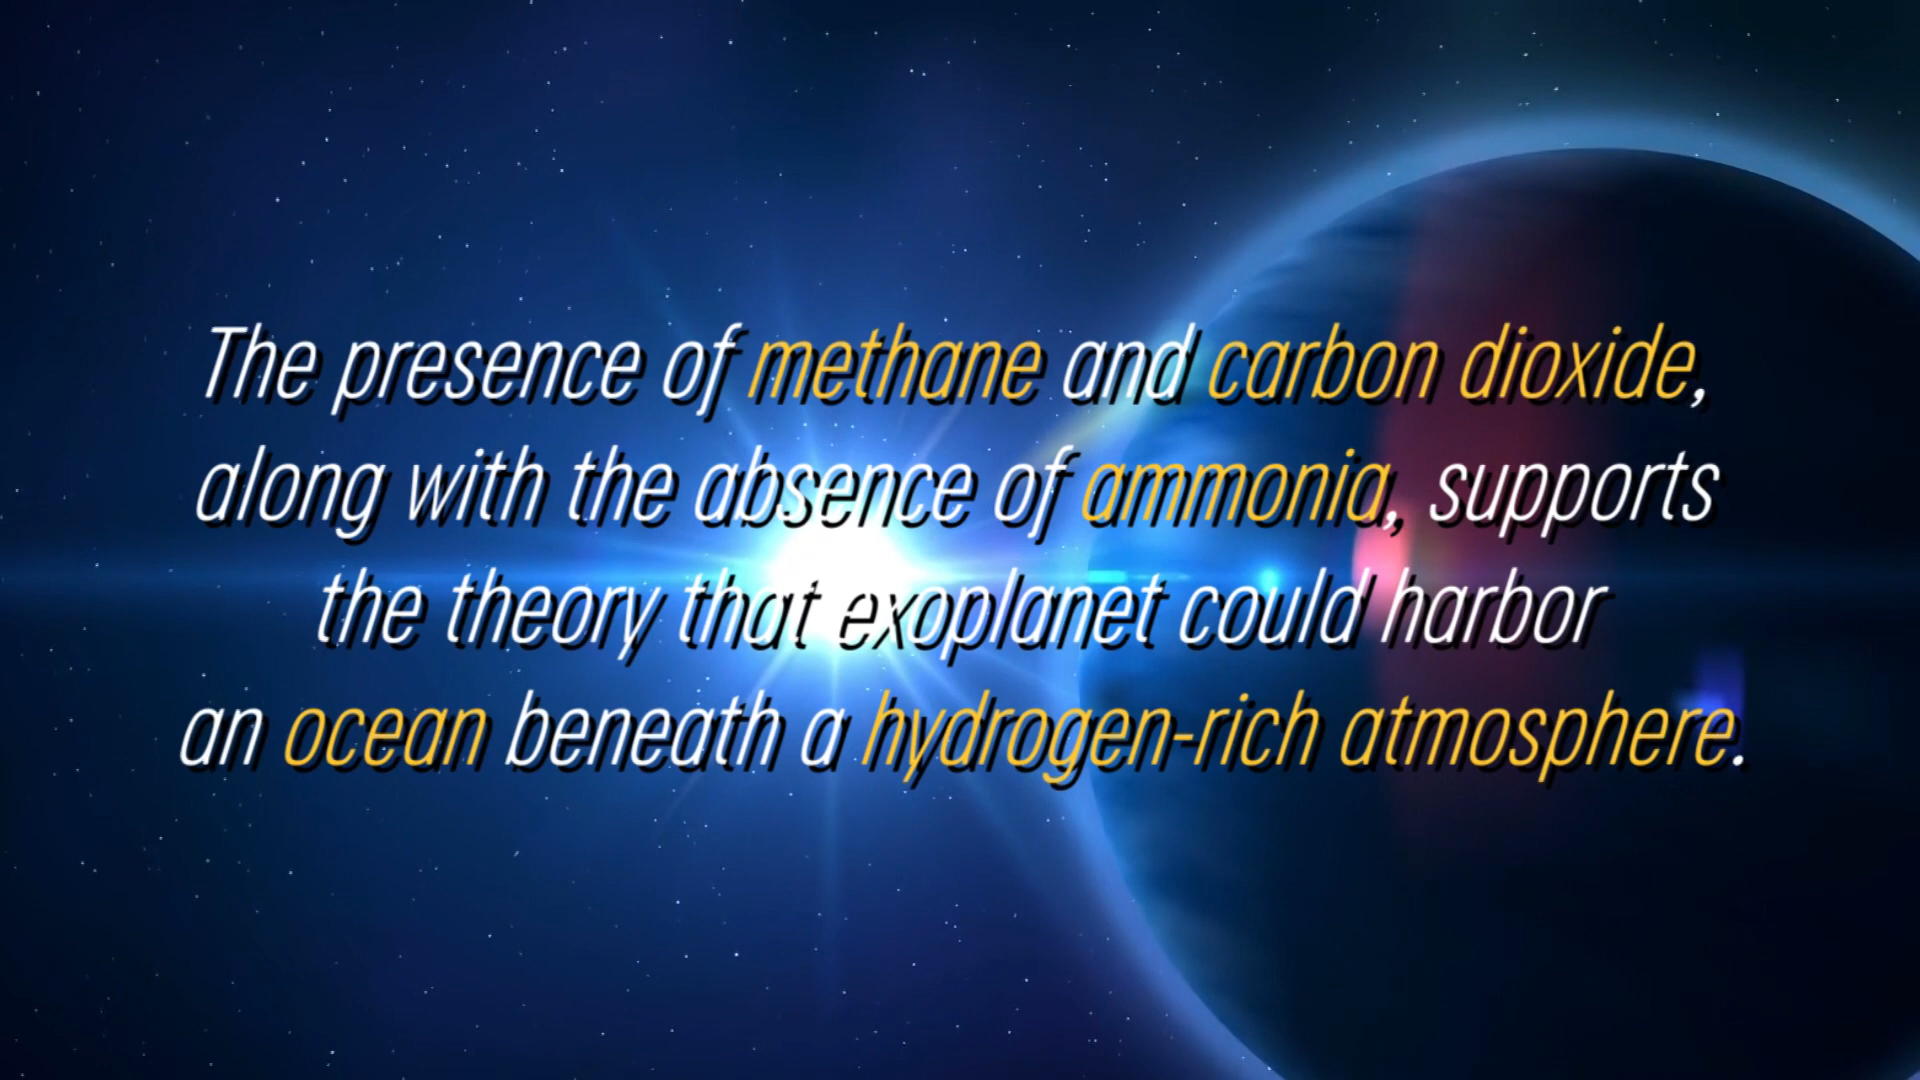 The presence of methane and carbon dioxide,
along with the absence of ammonia, supports
the theory that exoplanet could harbor
an ocean beneath a hydrogen-rich atmosphere.